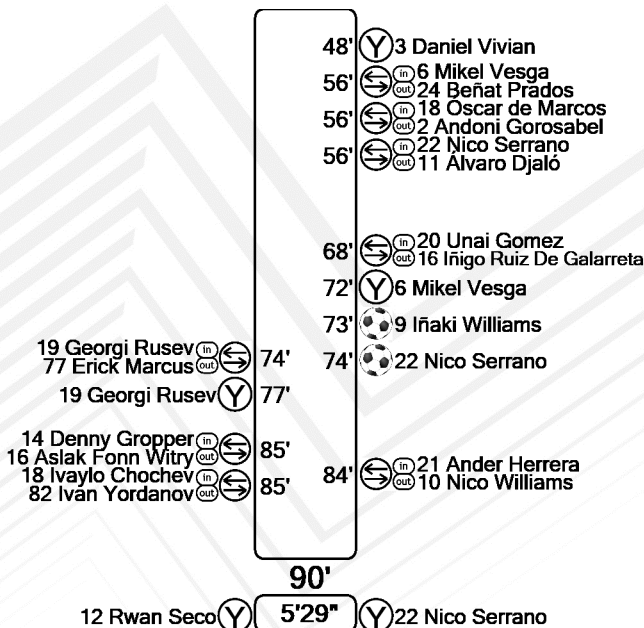 48' Y 3 Daniel Vivian
56' in 6 Mikel Vesga
out 24 Beñat Prados
56' in 18 Óscar de Marcos
out 2 Andoni Gorosabel
56' in 22 Nico Serrano
out 11 Álvaro Djaló
68' in 20 Unai Gomez
out 16 Iñigo Ruiz De Galarreta
72' Y 6 Mikel Vesga
73' 9 Iñaki Williams
19 Georgi Rusev in 74'
77 Erick Marcus out
74' 22 Nico Serrano
19 Georgi Rusev Y 77'
14 Denny Gropper in 85'
16 Aslak Fonn Witry out
18 Ivaylo Chochev in 85'
82 Ivan Yordanov out
84' in 21 Ander Herrera
out 10 Nico Williams
90'
12 Rwan Seco Y 5'29" Y 22 Nico Serrano